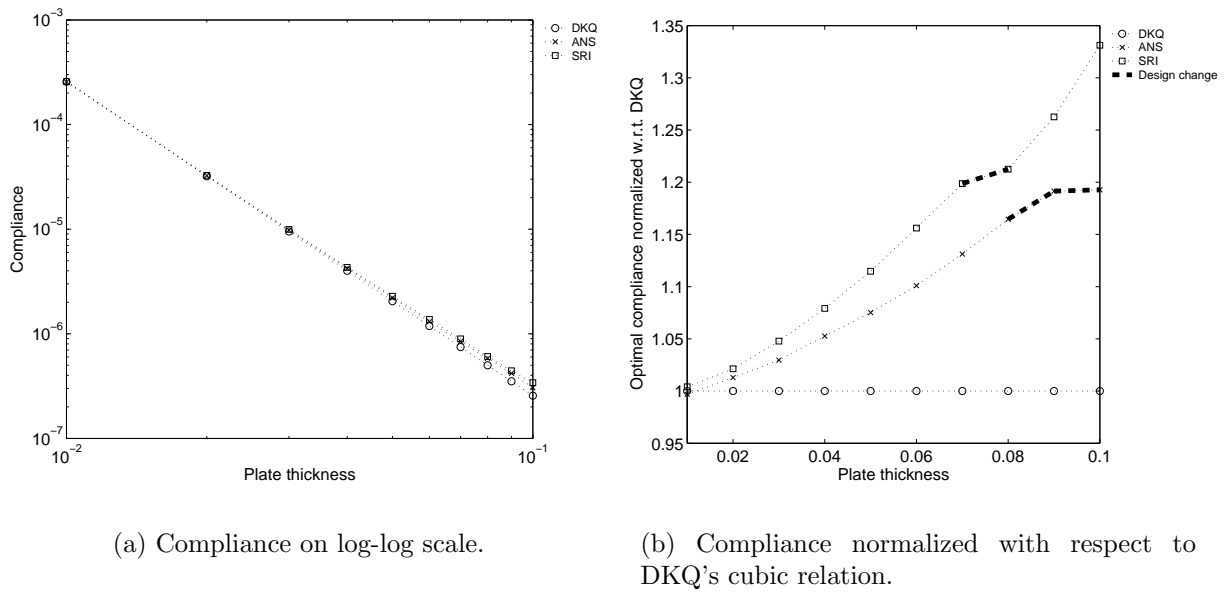 10−3
10−4
10−5
10−6
10−7
10−2
10−1
Compliance
Plate thickness
DKQ
ANS
SRI
1.35
1.3
1.25
1.2
1.15
1.1
1.05
1
0.95
0.02
0.04
0.06
0.08
0.1
Optimal compliance normalized w.r.t. DKQ
Plate thickness
DKQ
ANS
SRI
Design change
(a) Compliance on log-log scale.
(b) Compliance normalized with respect to
DKQ's cubic relation.